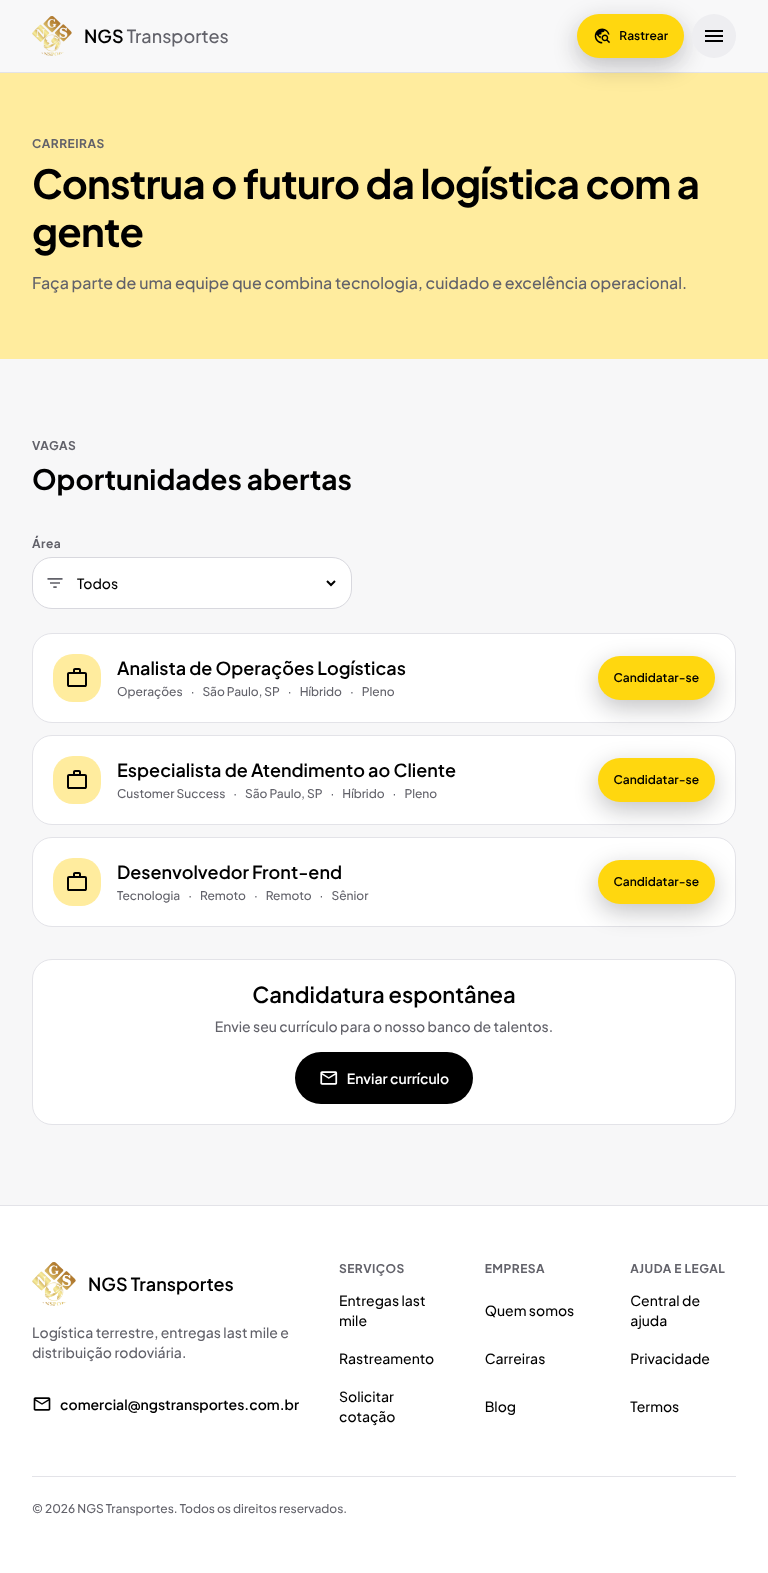 NGS Transportes
Rastrear
CARREIRAS
Construa o futuro da logística com a
gente
Faça parte de uma equipe que combina tecnologia, cuidado e excelência operacional.
VAGAS
Oportunidades abertas
Área
Todos
Analista de Operações Logísticas
Operações · São Paulo, SP · Híbrido · Pleno
Candidatar-se
Especialista de Atendimento ao Cliente
Customer Success · São Paulo, SP · Híbrido · Pleno
Candidatar-se
Desenvolvedor Front-end
Tecnologia · Remoto · Remoto · Sênior
Candidatar-se
Candidatura espontânea
Envie seu currículo para o nosso banco de talentos.
Enviar currículo
NGS Transportes
Logística terrestre, entregas last mile e
distribuição rodoviária.
comercial@ngstransportes.com.br
SERVIÇOS
Entregas last
mile
Rastreamento
Solicitar
cotação
EMPRESA
Quem somos
Carreiras
Blog
AJUDA E LEGAL
Central de
ajuda
Privacidade
Termos
© 2026 NGS Transportes. Todos os direitos reservados.